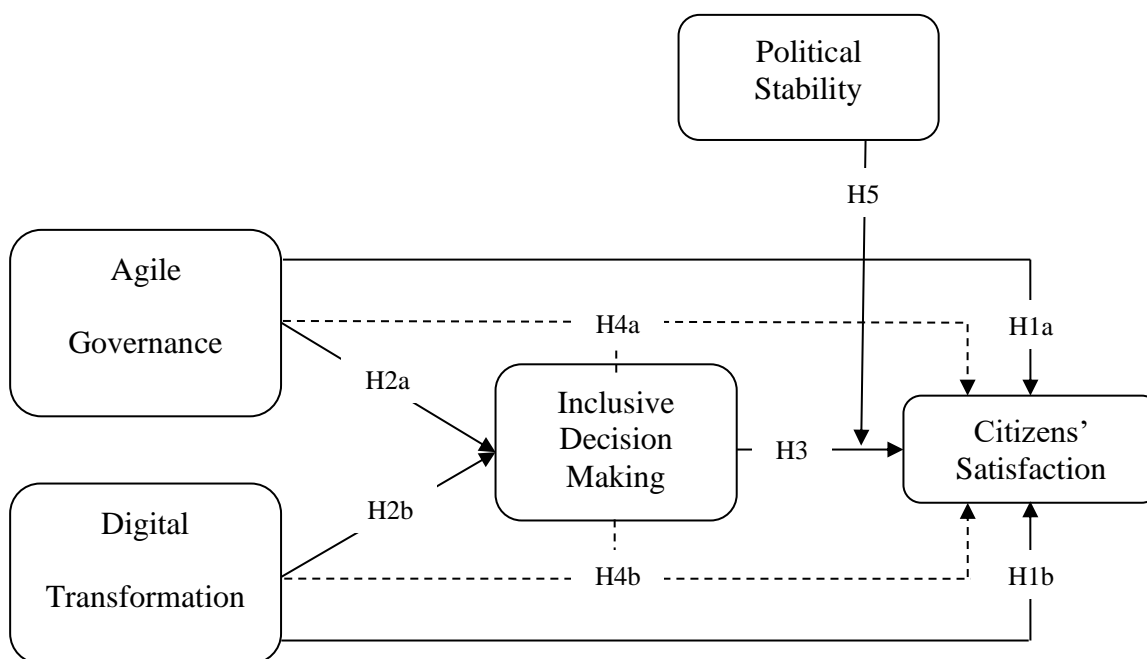 Political
Stability
H5
Agile
Governance
H4a
H1a
H2a
Inclusive
Decision
Making
H3
Citizens’
Satisfaction
H2b
Digital
Transformation
H4b
H1b